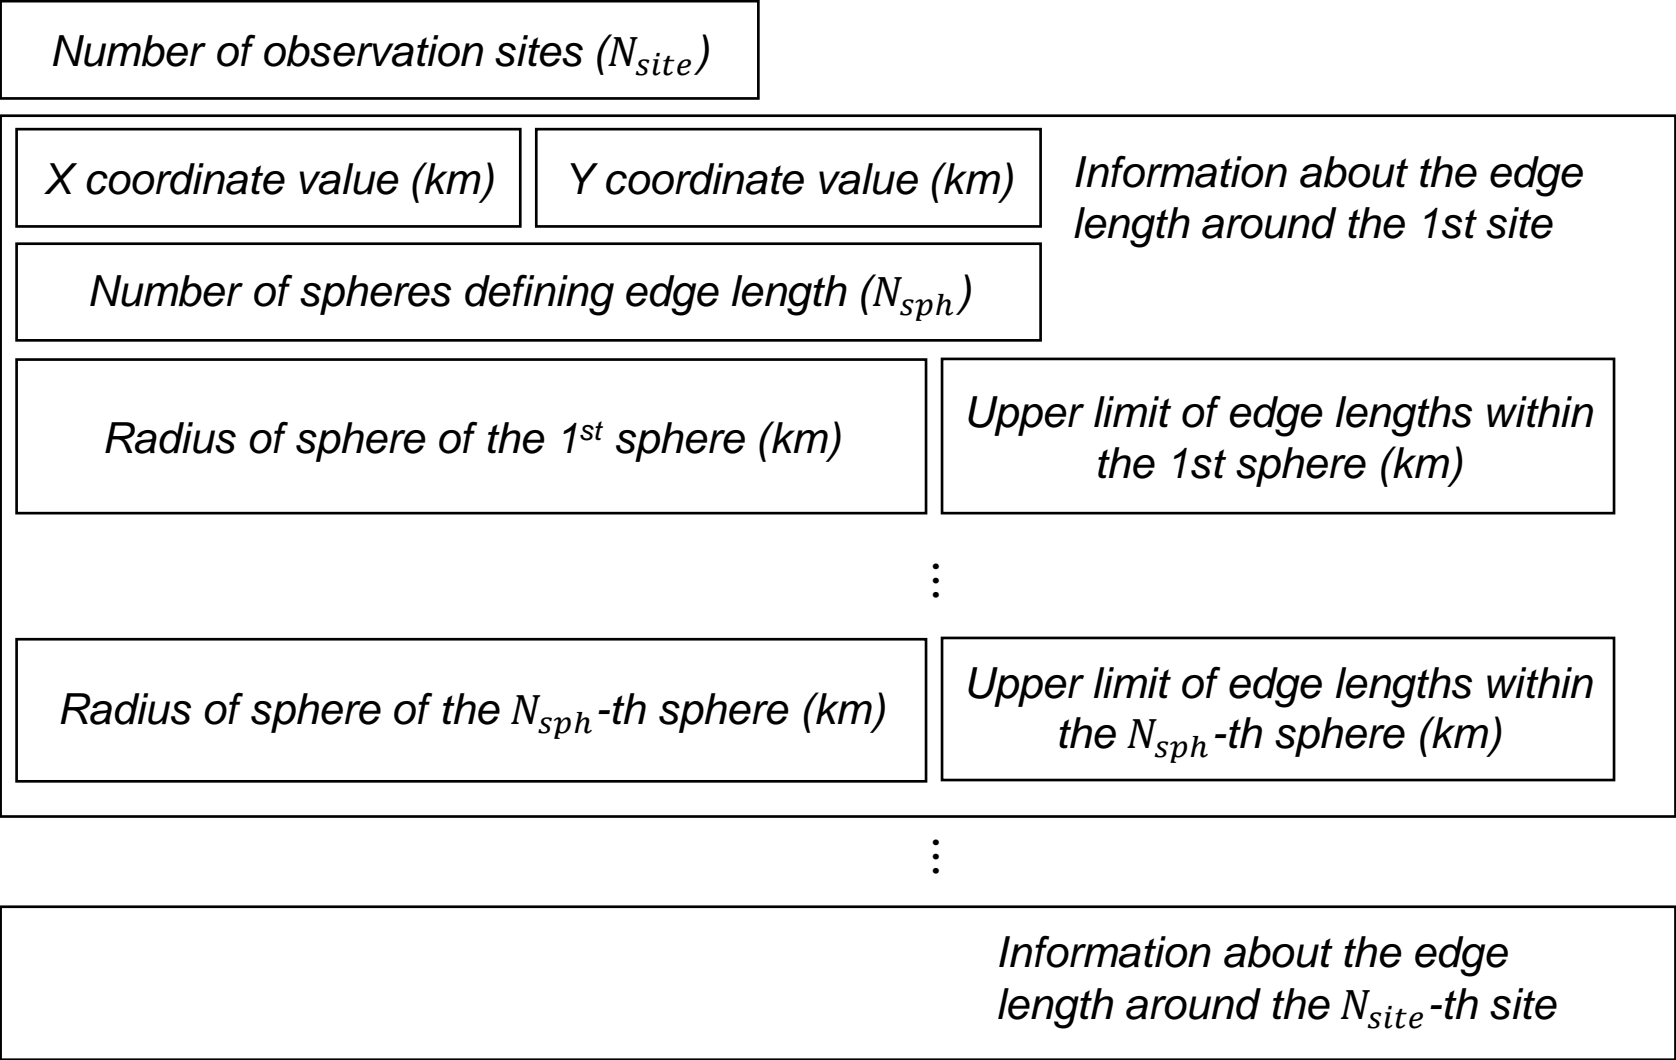 Number of observation sites (N_site)
X coordinate value (km)
Y coordinate value (km)
Information about the edge
length around the 1st site
Number of spheres defining edge length (N_sph)
Radius of sphere of the 1st sphere (km)
Upper limit of edge lengths within
the 1st sphere (km)
⋮
Radius of sphere of the N_sph-th sphere (km)
Upper limit of edge lengths within
the N_sph-th sphere (km)
⋮
Information about the edge
length around the N_site-th site